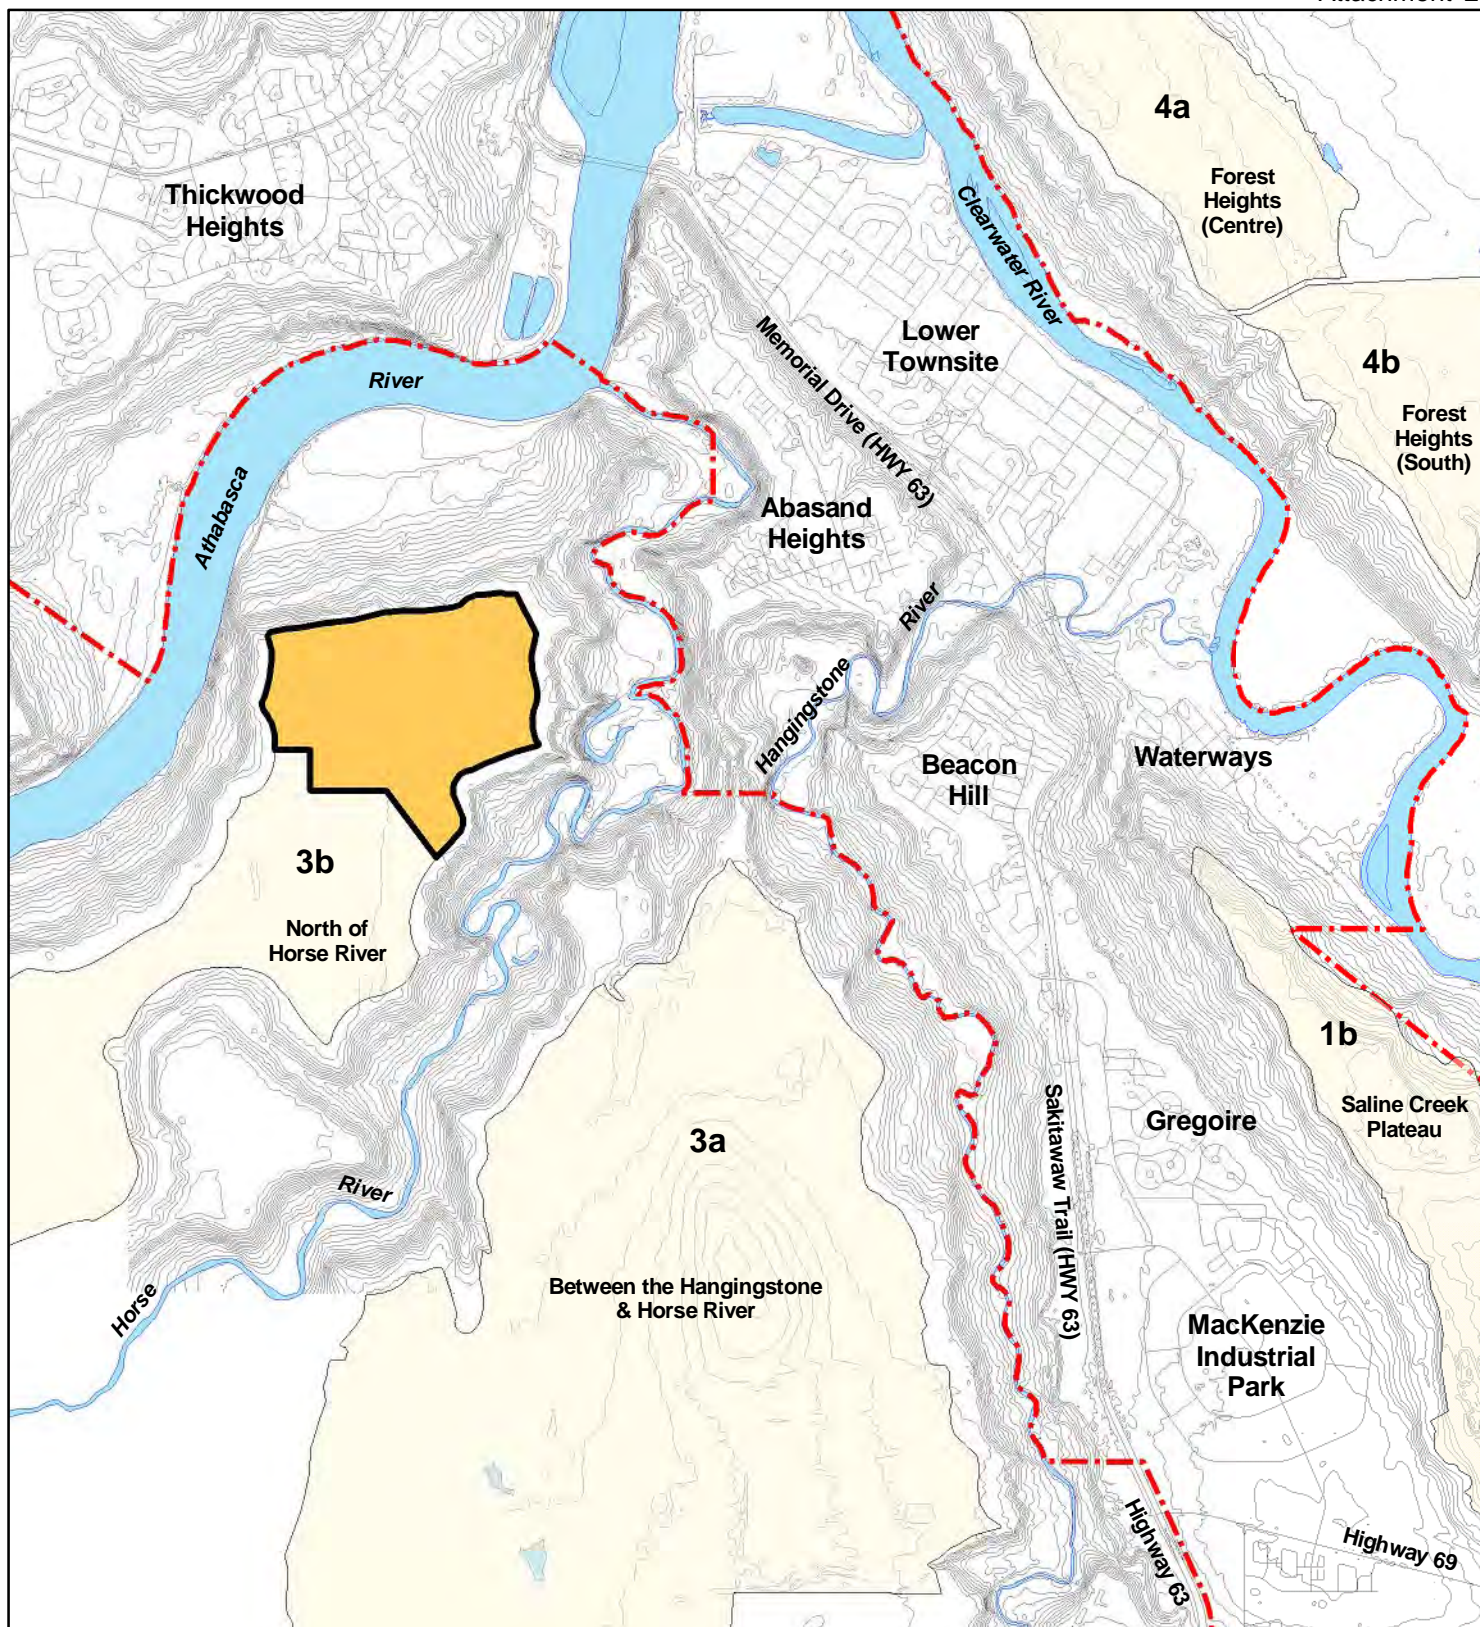 4a
Forest
Heights
(Centre)
Thickwood
Heights
Clearwater River
Lower
Townsite
Memorial Drive (HWY 63)
4b
Forest
Heights
(South)
River
Athabasca
Abasand
Heights
River
Hangingstone
Beacon
Hill
Waterways
3b
North of
Horse River
1b
Saline Creek
Plateau
Sakitawaw Trail (HWY 63)
Gregoire
3a
River
Horse
Between the Hangingstone
& Horse River
MacKenzie
Industrial
Park
Highway 63
Highway 69